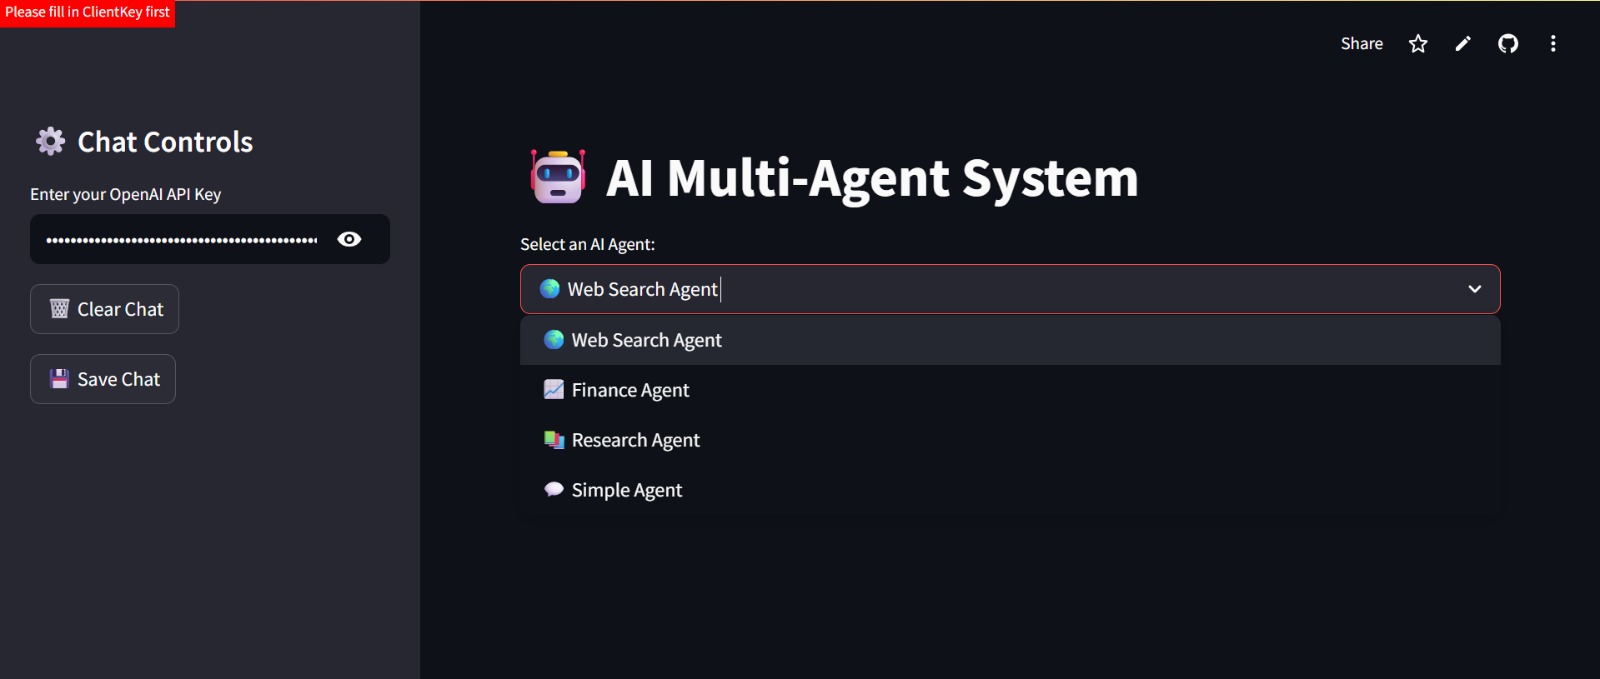 Please fill in ClientKey first
Share
Chat Controls
Enter your OpenAI API Key
Clear Chat
Save Chat
AI Multi-Agent System
Select an AI Agent:
Web Search Agent
Web Search Agent
Finance Agent
Research Agent
Simple Agent